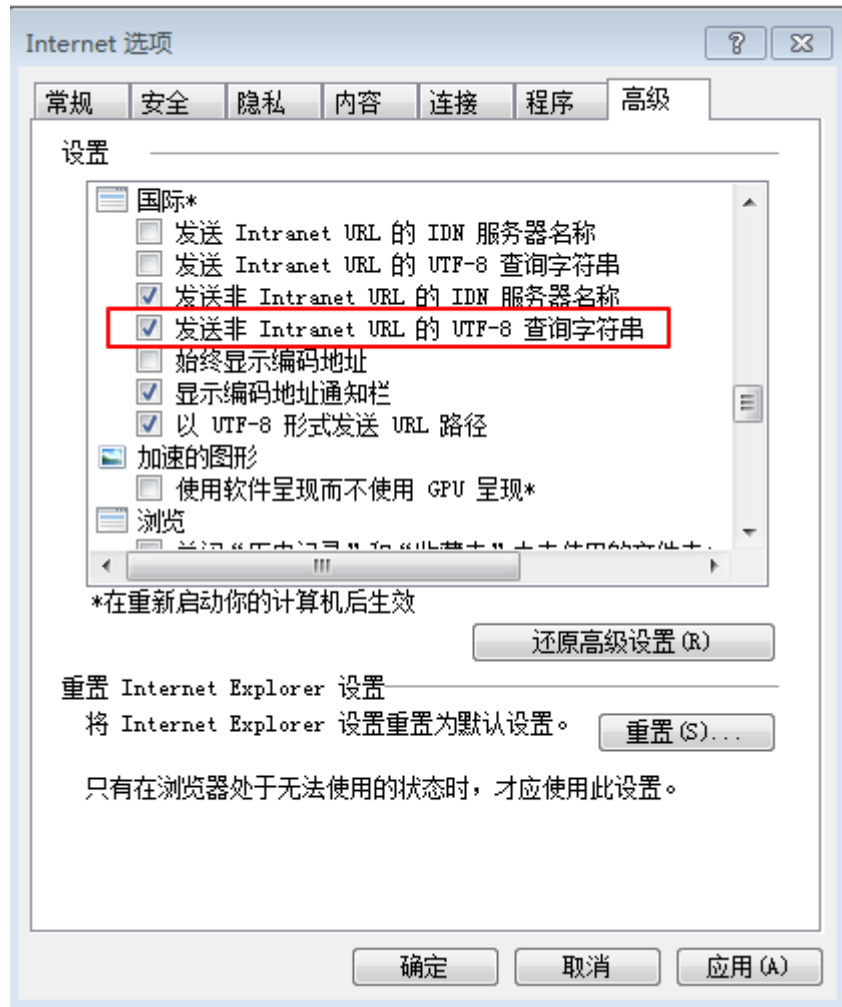 Internet 选项
常规 安全 隐私 内容 连接 程序 高级
设置
国际*
发送 Intranet URL 的 IDN 服务器名称
发送 Intranet URL 的 UTF-8 查询字符串
发送非 Intranet URL 的 IDN 服务器名称
发送非 Intranet URL 的 UTF-8 查询字符串
始终显示编码地址
显示编码地址通知栏
以 UTF-8 形式发送 URL 路径
加速的图形
使用软件呈现而不使用 GPU 呈现*
浏览
*在重新启动你的计算机后生效
还原高级设置(R)
重置 Internet Explorer 设置
将 Internet Explorer 设置重置为默认设置。
重置(S)...
只有在浏览器处于无法使用的状态时，才应使用此设置。
确定 取消 应用(A)